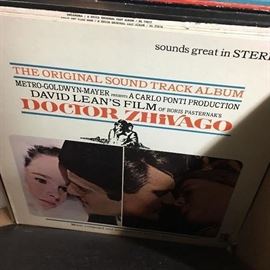 sounds great in STERE
THE ORIGINAL SOUND TRACK ALBUM
METRO-GOLDWYN-MAYER PRESENTS A CARLO PONTI PRODUCTION
DAVID LEAN'S FILM OF BORIS PASTERNAK'S
DOCTOR ZHIVAGO